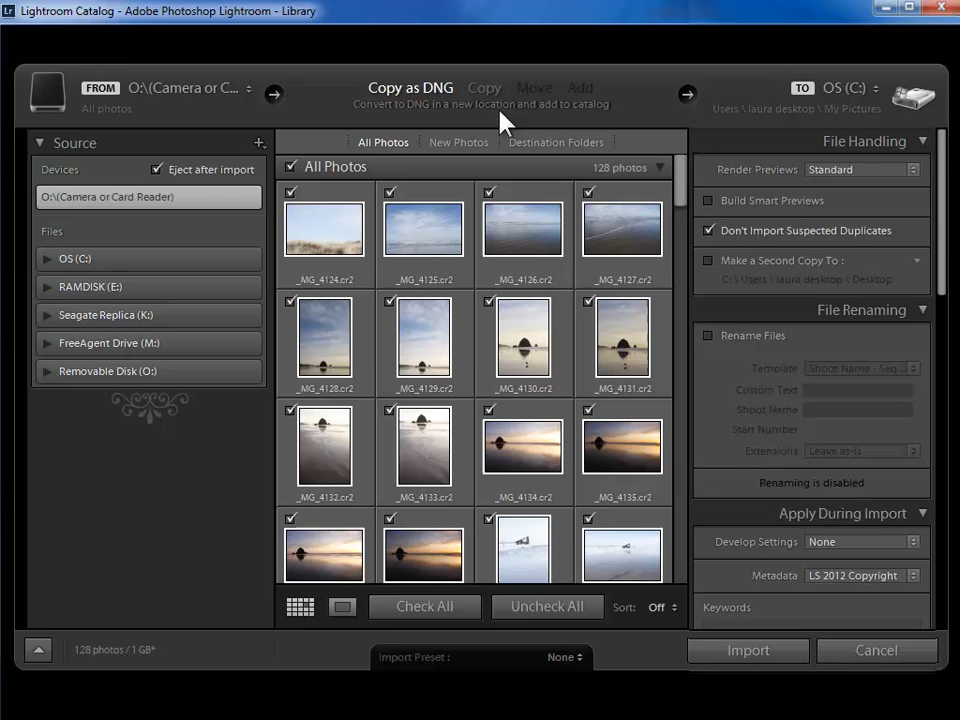 Lr Lightroom Catalog - Adobe Photoshop Lightroom - Library
FROM O:\(Camera or C...
All photos
Copy as DNG Copy Move Add
Convert to DNG in a new location and add to catalog
TO OS (C:)
Users \ laura desktop \ My Pictures
Source
Devices Eject after import
O:\(Camera or Card Reader)
Files
OS (C:)
RAMDISK (E:)
Seagate Replica (K:)
FreeAgent Drive (M:)
Removable Disk (O:)
All Photos New Photos Destination Folders
All Photos 128 photos
_MG_4124.cr2 _MG_4125.cr2 _MG_4126.cr2 _MG_4127.cr2
_MG_4128.cr2 _MG_4129.cr2 _MG_4130.cr2 _MG_4131.cr2
_MG_4132.cr2 _MG_4133.cr2 _MG_4134.cr2 _MG_4135.cr2
Check All Uncheck All Sort: Off
File Handling
Render Previews Standard
Build Smart Previews
Don't Import Suspected Duplicates
Make a Second Copy To :
C: \ Users \ laura desktop \ Desktop
File Renaming
Rename Files
Template Shoot Name - Seq...
Custom Text
Shoot Name
Start Number
Extensions Leave as-is
Renaming is disabled
Apply During Import
Develop Settings None
Metadata LS 2012 Copyright
Keywords
128 photos / 1 GB*
Import Preset : None
Import Cancel